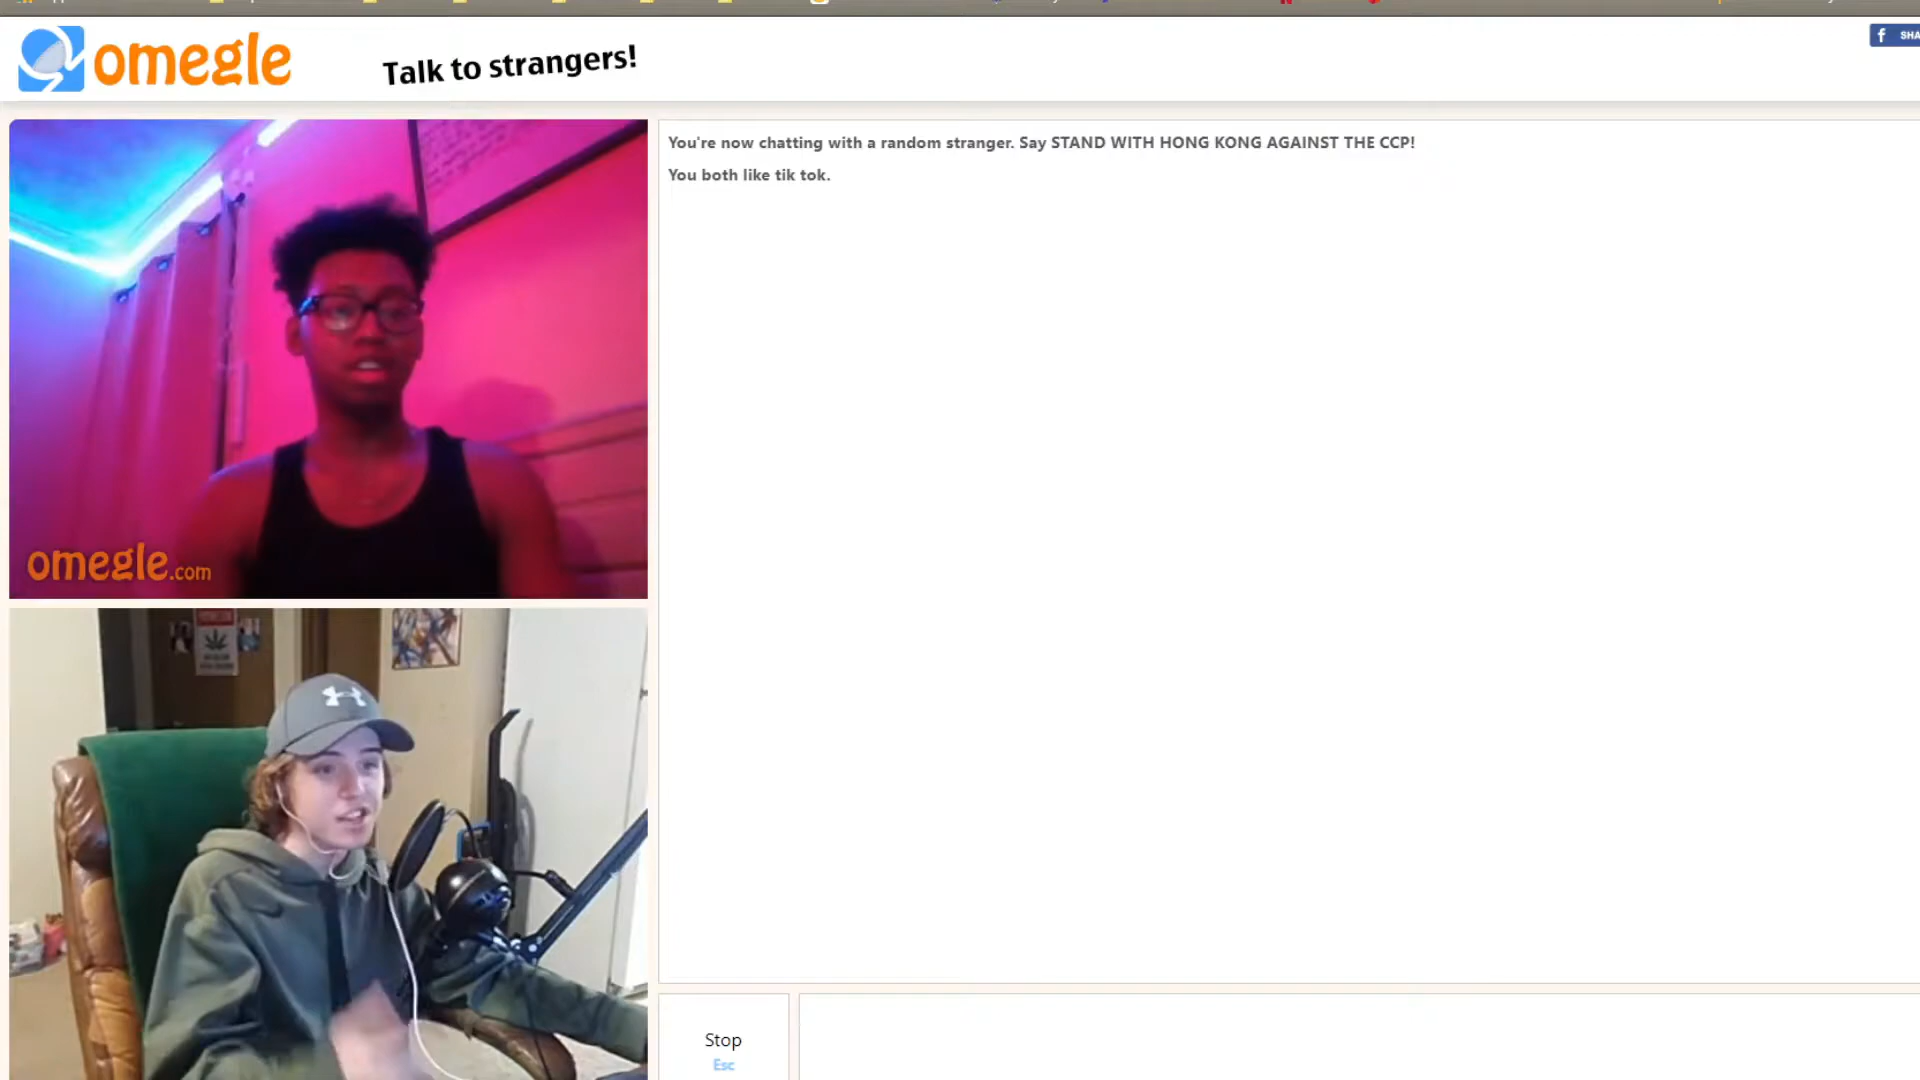 omegle
Talk to strangers!
SHA
You're now chatting with a random stranger. Say STAND WITH HONG KONG AGAINST THE CCP!
You both like tik tok.
omegle.com
Stop
Esc